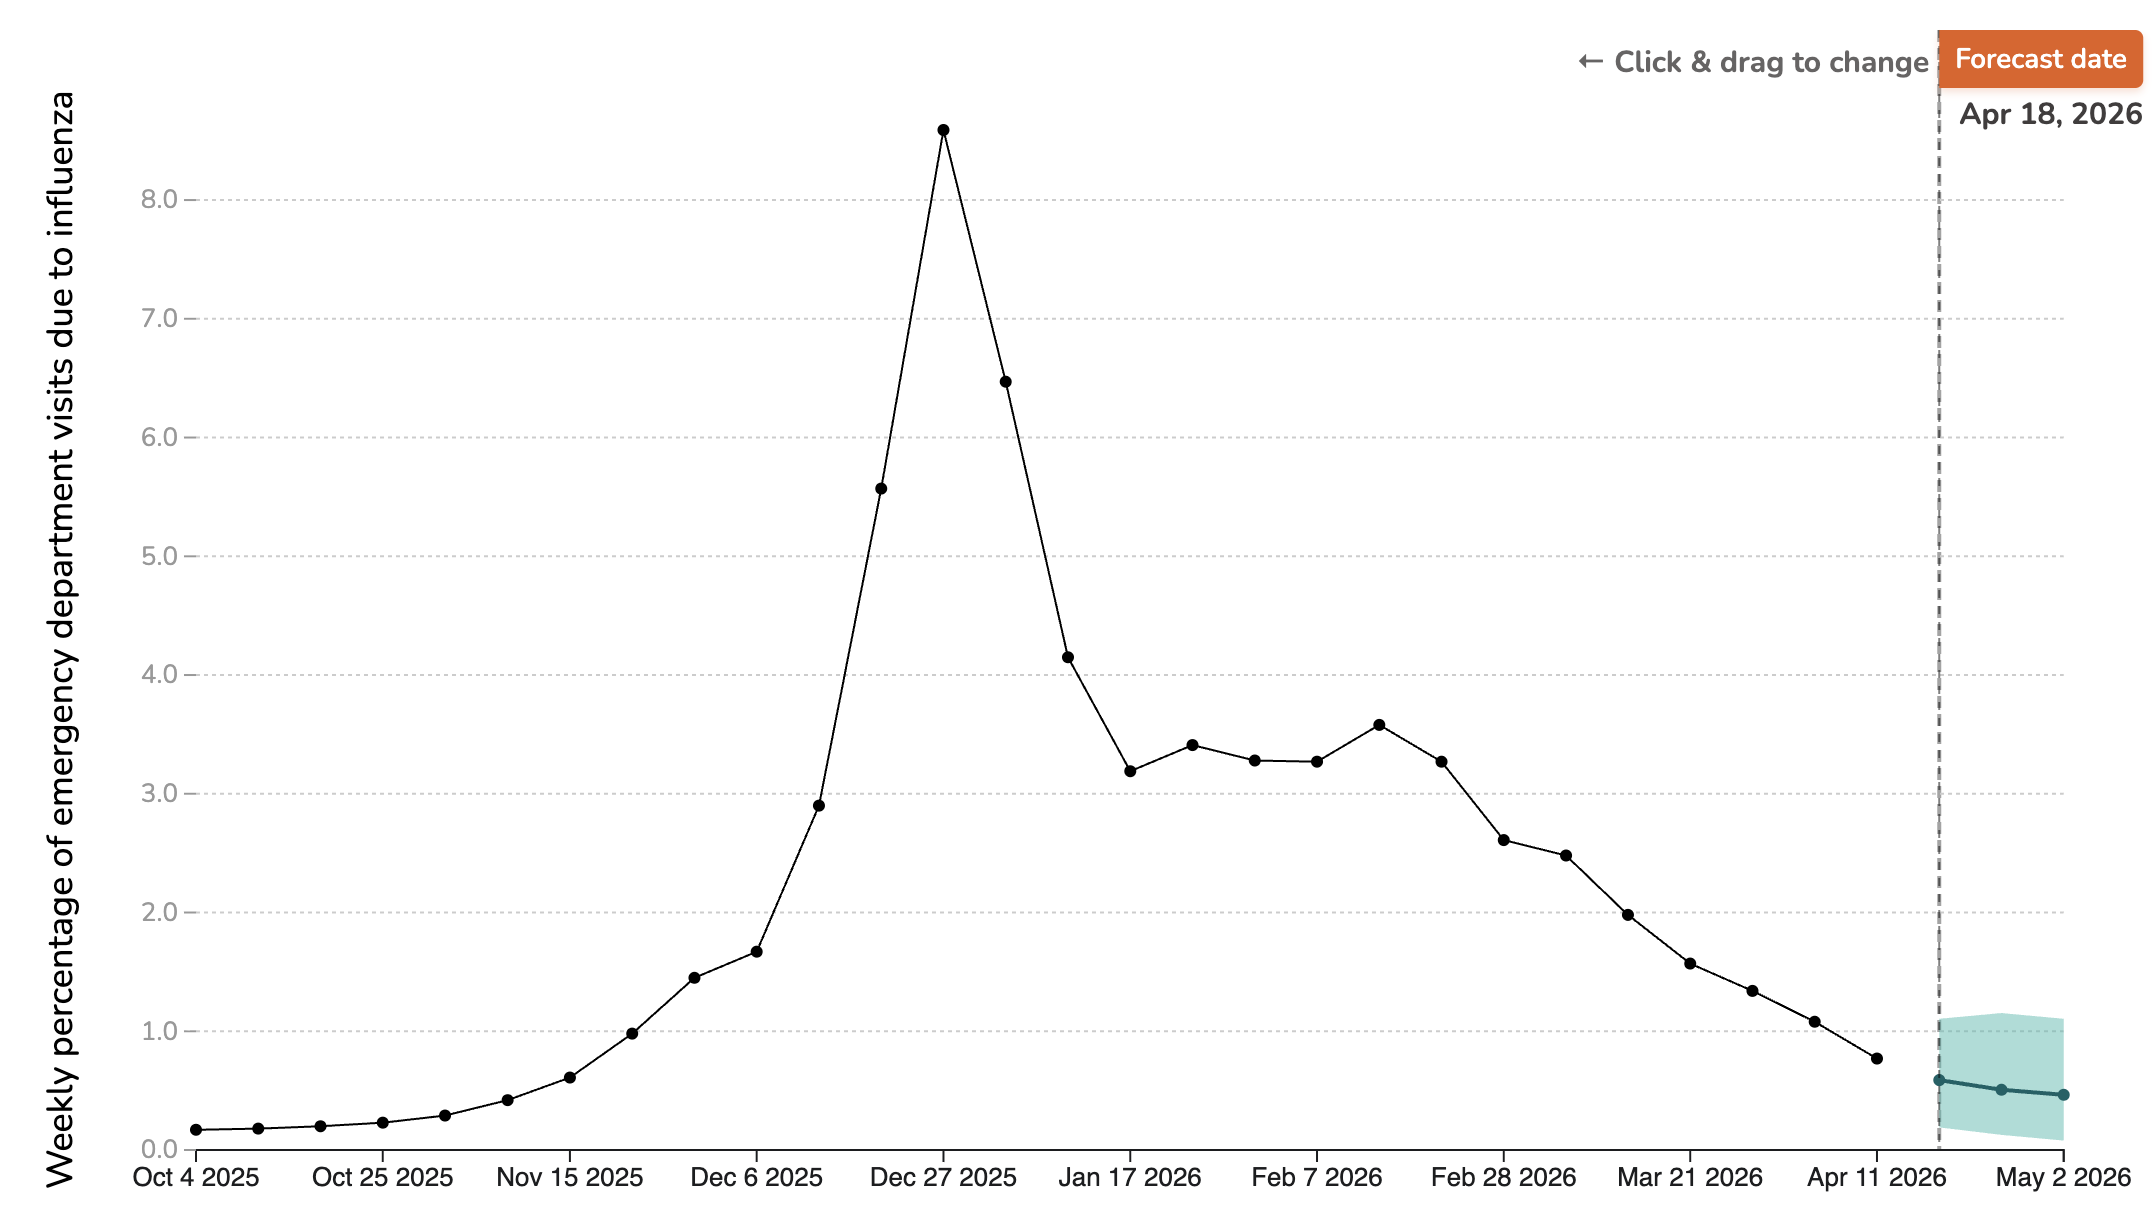 ← Click & drag to change
Forecast date
Apr 18, 2026
Weekly percentage of emergency department visits due to influenza
8.0
7.0
6.0
5.0
4.0
3.0
2.0
1.0
0.0
Oct 4 2025
Oct 25 2025
Nov 15 2025
Dec 6 2025
Dec 27 2025
Jan 17 2026
Feb 7 2026
Feb 28 2026
Mar 21 2026
Apr 11 2026
May 2 2026